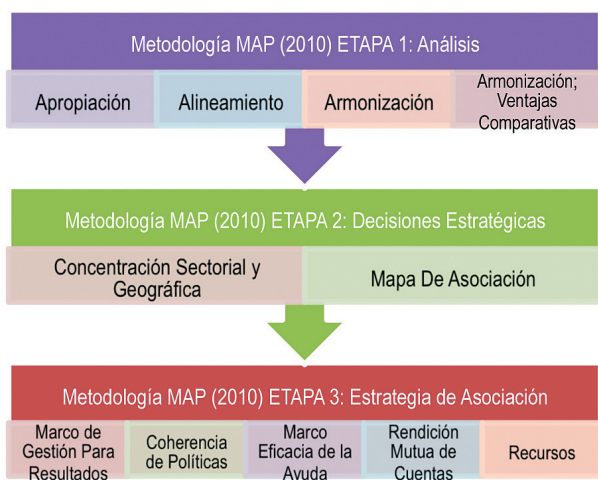 Metodología MAP (2010) ETAPA 1: Análisis
Apropiación
Alineamiento
Armonización
Armonización;
Ventajas
Comparativas
Metodología MAP (2010) ETAPA 2: Decisiones Estratégicas
Concentración Sectorial y
Geográfica
Mapa De Asociación
Metodología MAP (2010) ETAPA 3: Estrategia de Asociación
Marco de
Gestión Para
Resultados
Coherencia
de Políticas
Marco
Eficacia de la
Ayuda
Rendición
Mutua de
Cuentas
Recursos